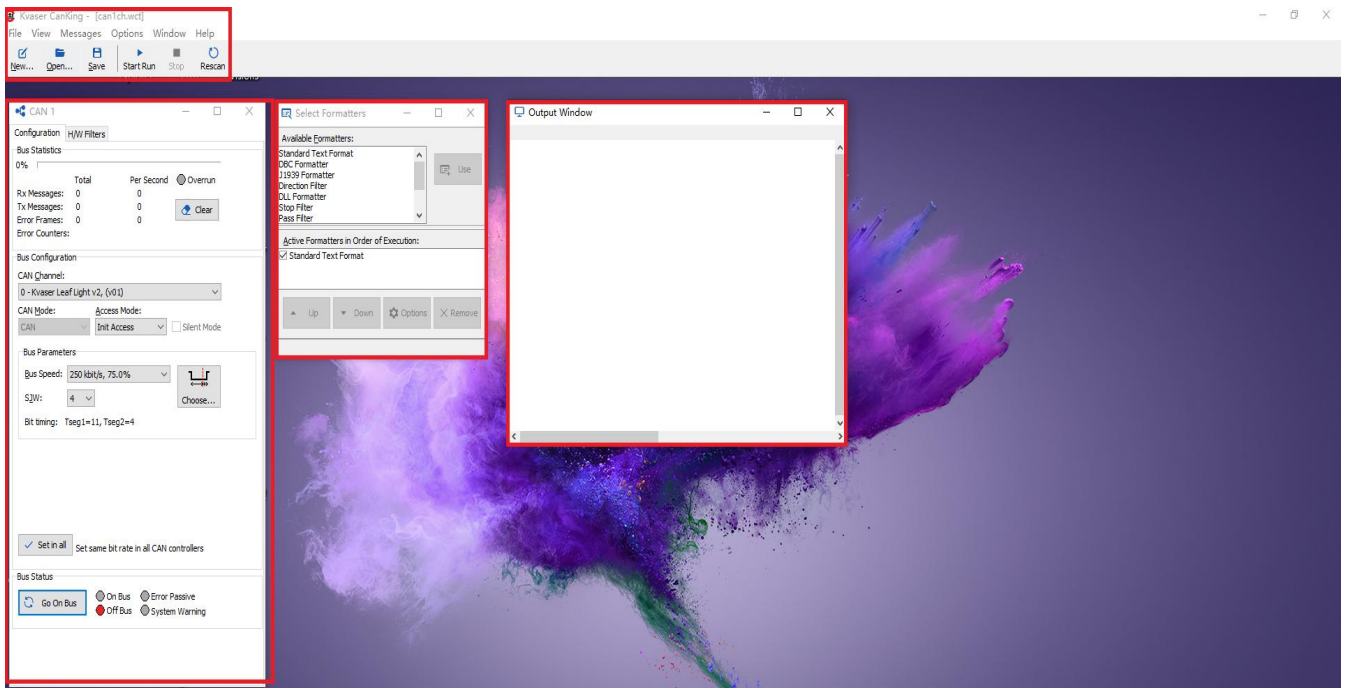 Kvaser CanKing - [can1ch.wct]
File View Messages Options Window Help
New... Open... Save Start Run Stop Rescan
CAN 1
Configuration H/W Filters
Bus Statistics
0%
Total Per Second Overrun
Rx Messages: 0 0
Tx Messages: 0 0
Clear
Error Frames: 0 0
Error Counters:
Bus Configuration
CAN Channel:
0 - Kvaser Leaf Light v2, (v01)
CAN Mode: Access Mode:
CAN Init Access Silent Mode
Bus Parameters
Bus Speed: 250 kbit/s, 75.0%
SJW: 4 Choose...
Bit timing: Tseg1=11, Tseg2=4
Set in all Set same bit rate in all CAN controllers
Bus Status
Go On Bus On Bus Error Passive
Off Bus System Warning
Select Formatters
Available Formatters:
Standard Text Format
DBC Formatter
J1939 Formatter
Direction Filter
DLL Formatter
Stop Filter
Pass Filter
Use
Active Formatters in Order of Execution:
Standard Text Format
Up Down Options Remove
Output Window